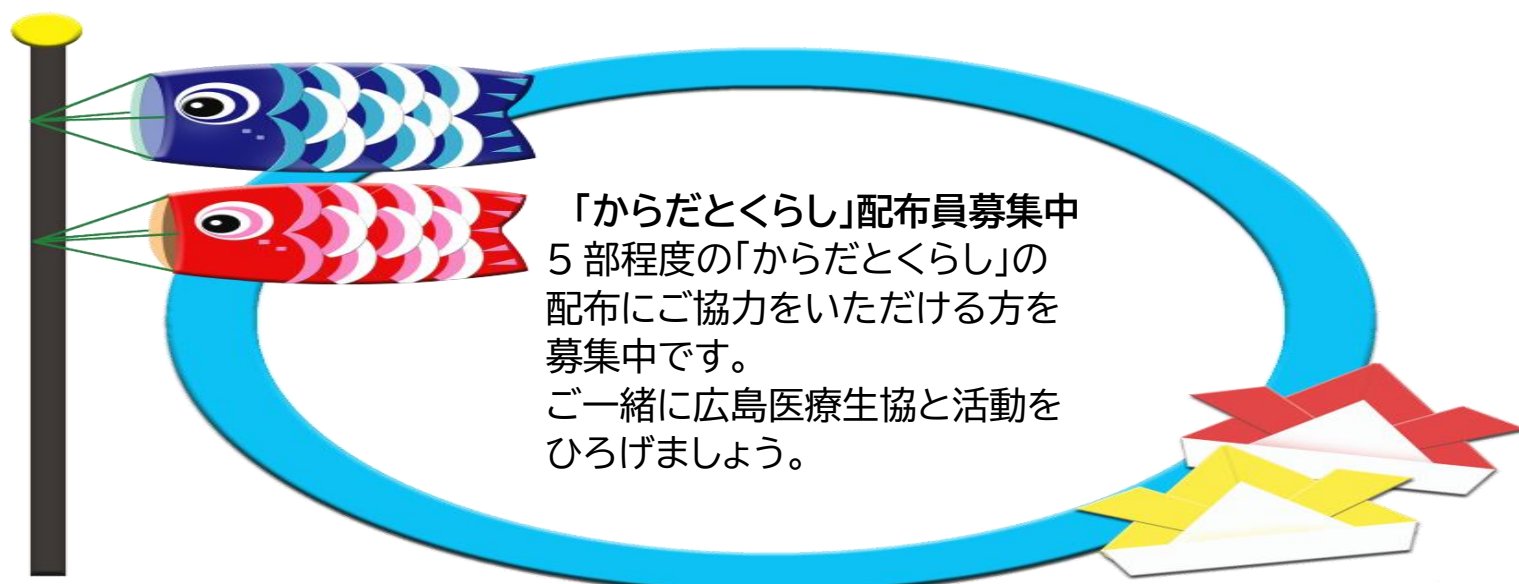 「からだとくらし」配布員募集中
5 部程度の「からだとくらし」の
配布にご協力をいただける方を
募集中です。
ご一緒に広島医療生協と活動を
ひろげましょう。